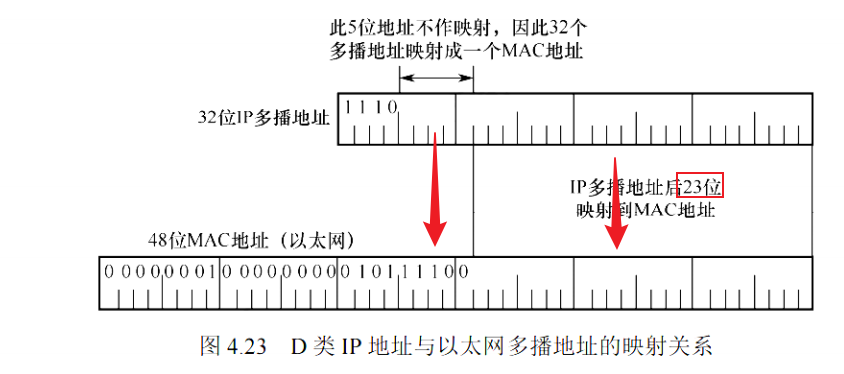 此5位地址不作映射，因此32个
多播地址映射成一个MAC地址
32位IP多播地址
1 1 1 0
IP多播地址后23位
映射到MAC地址
48位MAC地址（以太网）
0 0 0 0 0 0 0 1 0 0 0 0 0 0 0 0 0 1 0 1 1 1 1 0 0
图 4.23 D 类 IP 地址与以太网多播地址的映射关系